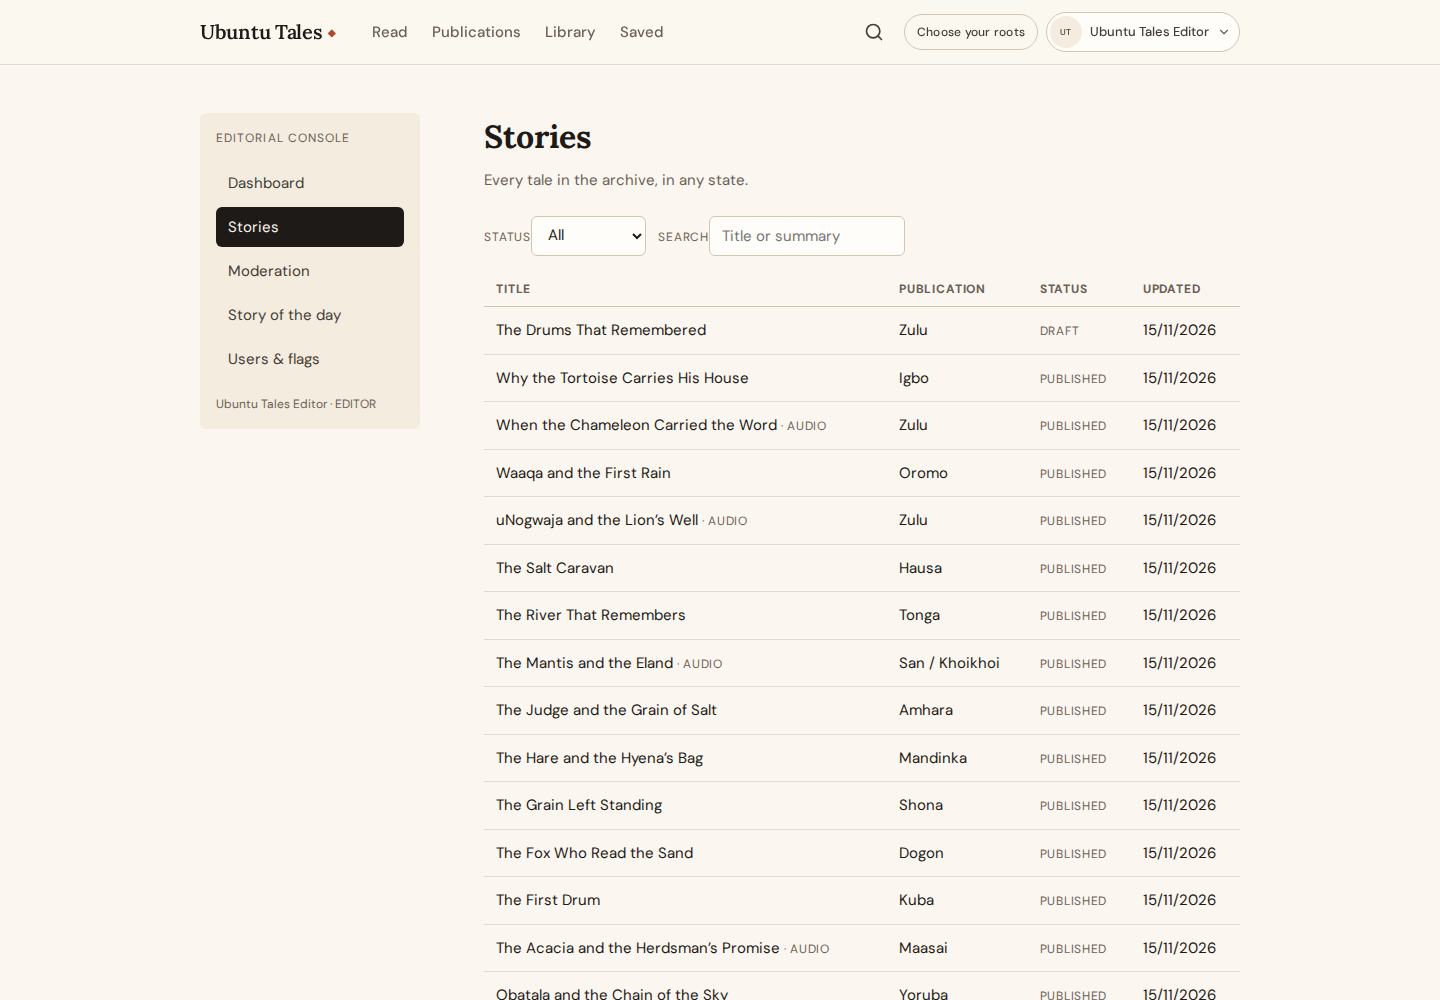 Ubuntu Tales Read Publications Library Saved Choose your roots UT Ubuntu Tales Editor
EDITORIAL CONSOLE
Dashboard
Stories
Moderation
Story of the day
Users & flags
Ubuntu Tales Editor · EDITOR
Stories
Every tale in the archive, in any state.
STATUS All SEARCH Title or summary
TITLE PUBLICATION STATUS UPDATED
The Drums That Remembered Zulu DRAFT 15/11/2026
Why the Tortoise Carries His House Igbo PUBLISHED 15/11/2026
When the Chameleon Carried the Word · AUDIO Zulu PUBLISHED 15/11/2026
Waaqa and the First Rain Oromo PUBLISHED 15/11/2026
uNogwaja and the Lion’s Well · AUDIO Zulu PUBLISHED 15/11/2026
The Salt Caravan Hausa PUBLISHED 15/11/2026
The River That Remembers Tonga PUBLISHED 15/11/2026
The Mantis and the Eland · AUDIO San / Khoikhoi PUBLISHED 15/11/2026
The Judge and the Grain of Salt Amhara PUBLISHED 15/11/2026
The Hare and the Hyena’s Bag Mandinka PUBLISHED 15/11/2026
The Grain Left Standing Shona PUBLISHED 15/11/2026
The Fox Who Read the Sand Dogon PUBLISHED 15/11/2026
The First Drum Kuba PUBLISHED 15/11/2026
The Acacia and the Herdsman’s Promise · AUDIO Maasai PUBLISHED 15/11/2026
Obatala and the Chain of the Sky Yoruba PUBLISHED 15/11/2026